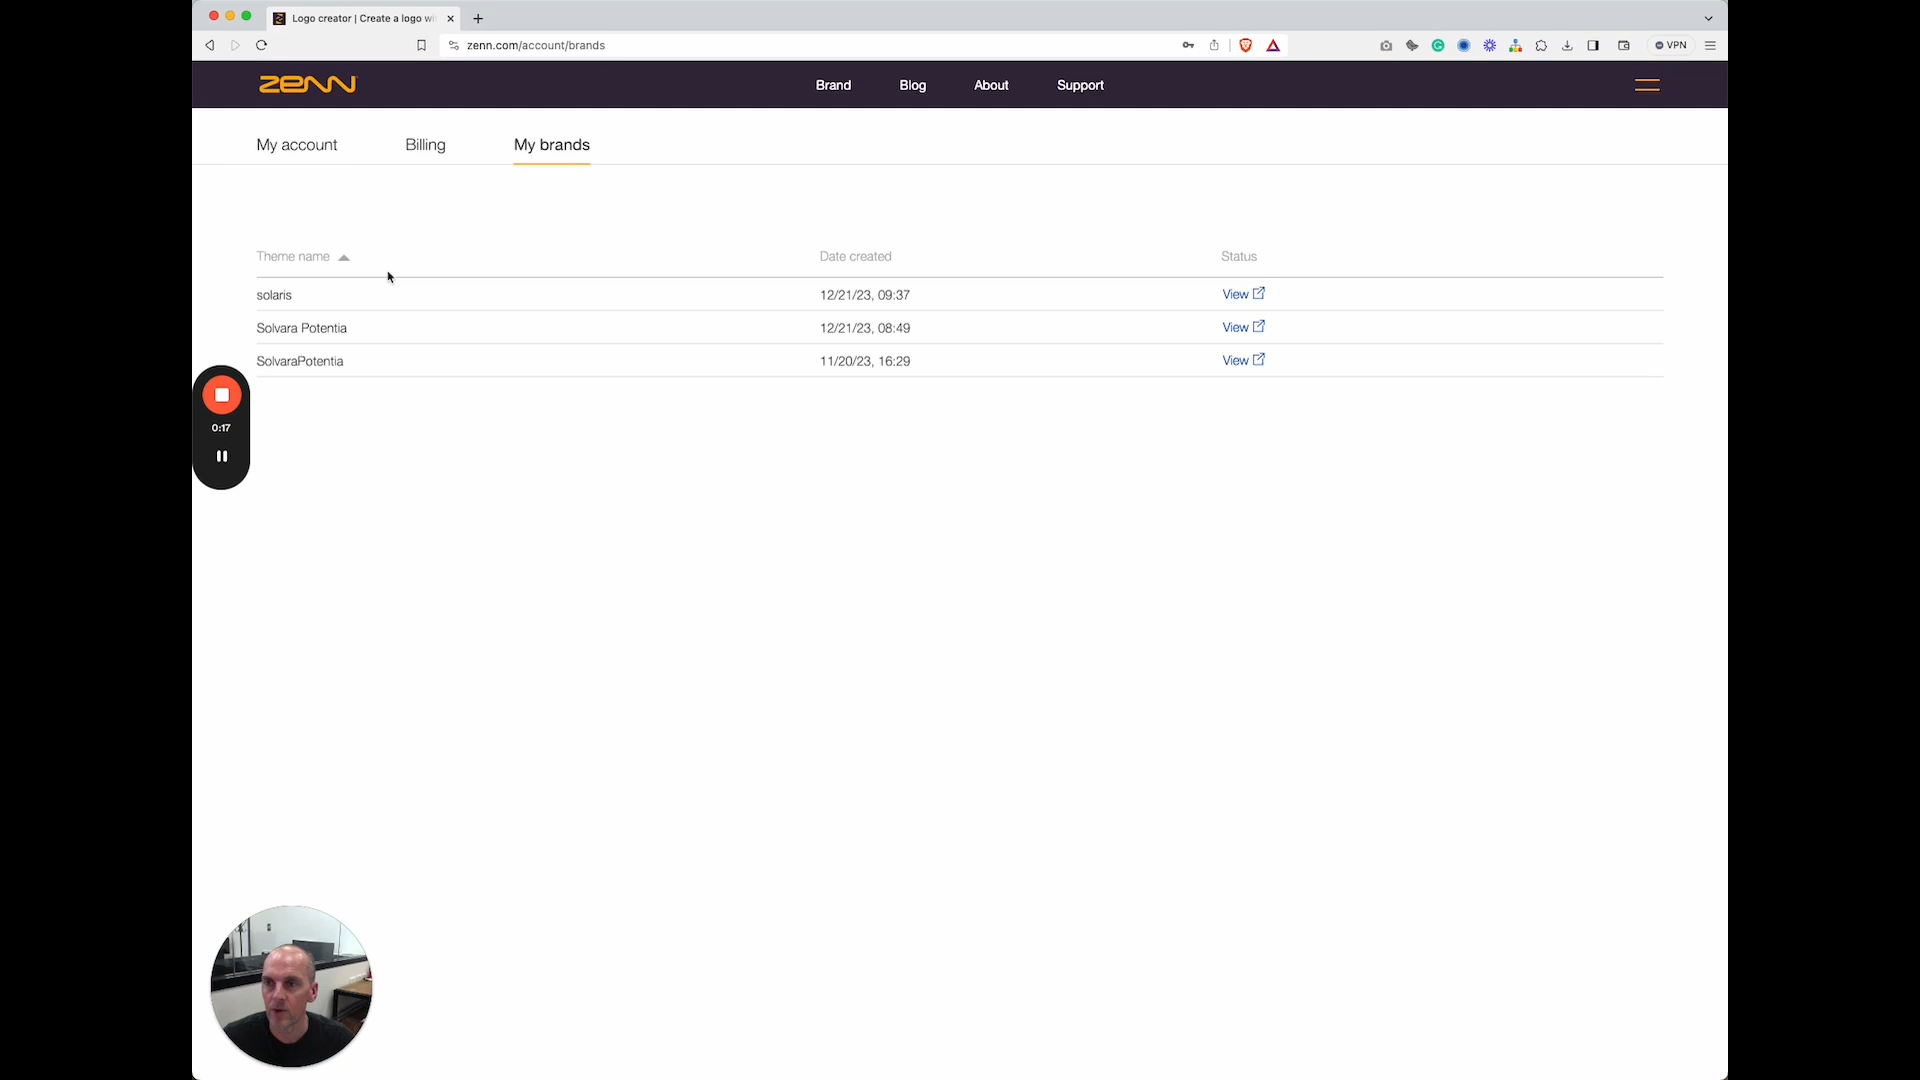 Logo creator | Create a logo wi
zenn.com/account/brands
VPN
zenn
Brand
Blog
About
Support
My account
Billing
My brands
Theme name
Date created
Status
solaris
12/21/23, 09:37
View
Solvara Potentia
12/21/23, 08:49
View
SolvaraPotentia
11/20/23, 16:29
View
0:17